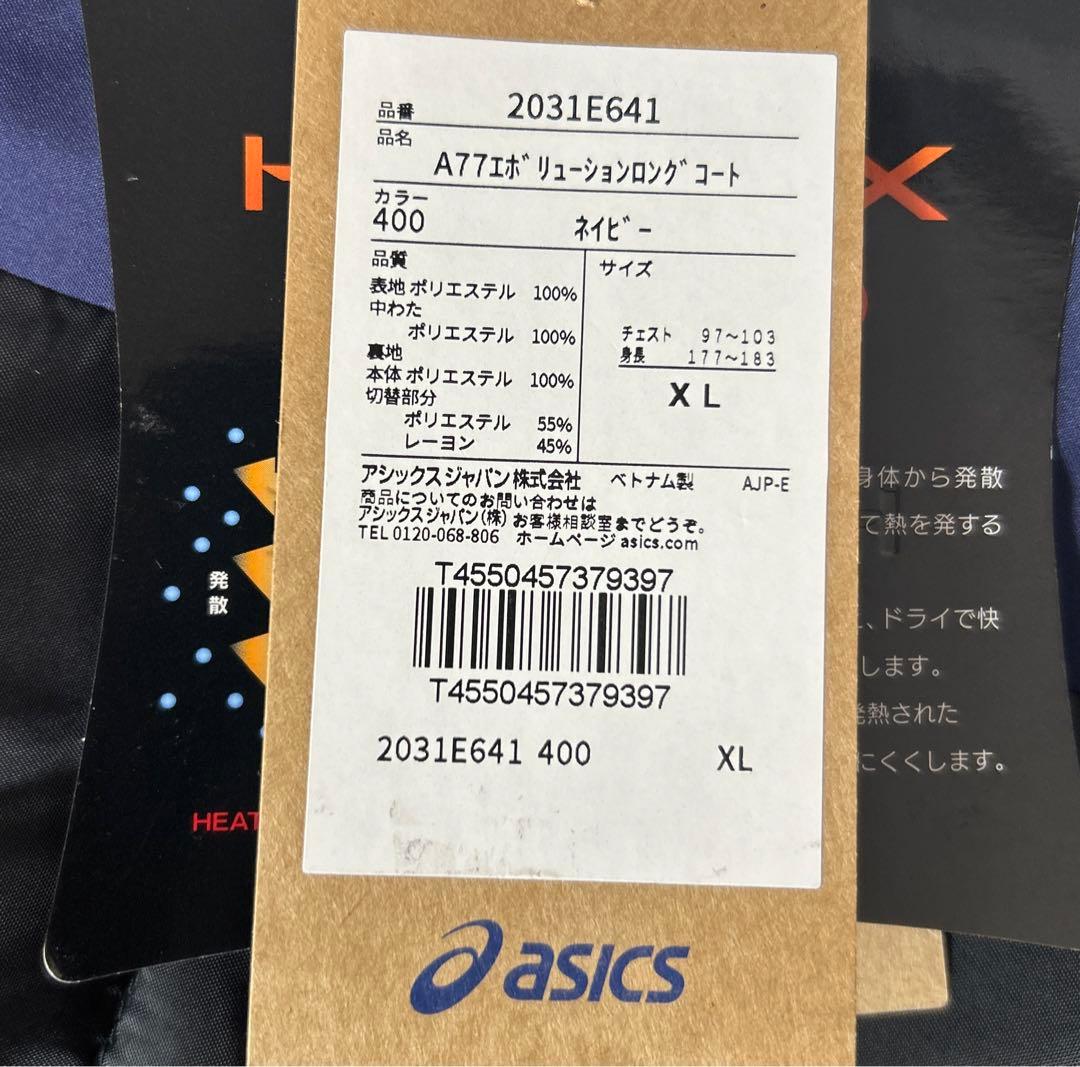 品番 2031E641
品名
A77ｴﾎﾞﾘｭｰｼｮﾝﾛﾝｸﾞｺｰﾄ
カラー
400 ﾈｲﾋﾞｰ
品質
表地 ポリエステル 100%
中わた
ポリエステル 100%
裏地
本体 ポリエステル 100%
切替部分
ポリエステル 55%
レーヨン 45%
サイズ
チェスト 97〜103
身長 177〜183
XL
アシックスジャパン株式会社 ベトナム製 AJP-E
商品についてのお問い合わせは
アシックスジャパン(株) お客様相談室までどうぞ。
TEL 0120-068-806 ホームページ asics.com
T4550457379397
T4550457379397
2031E641 400 XL
asics
発散
HEAT
身体から発散
て熱を発する
、ドライで快
します。
発熱された
にくくします。